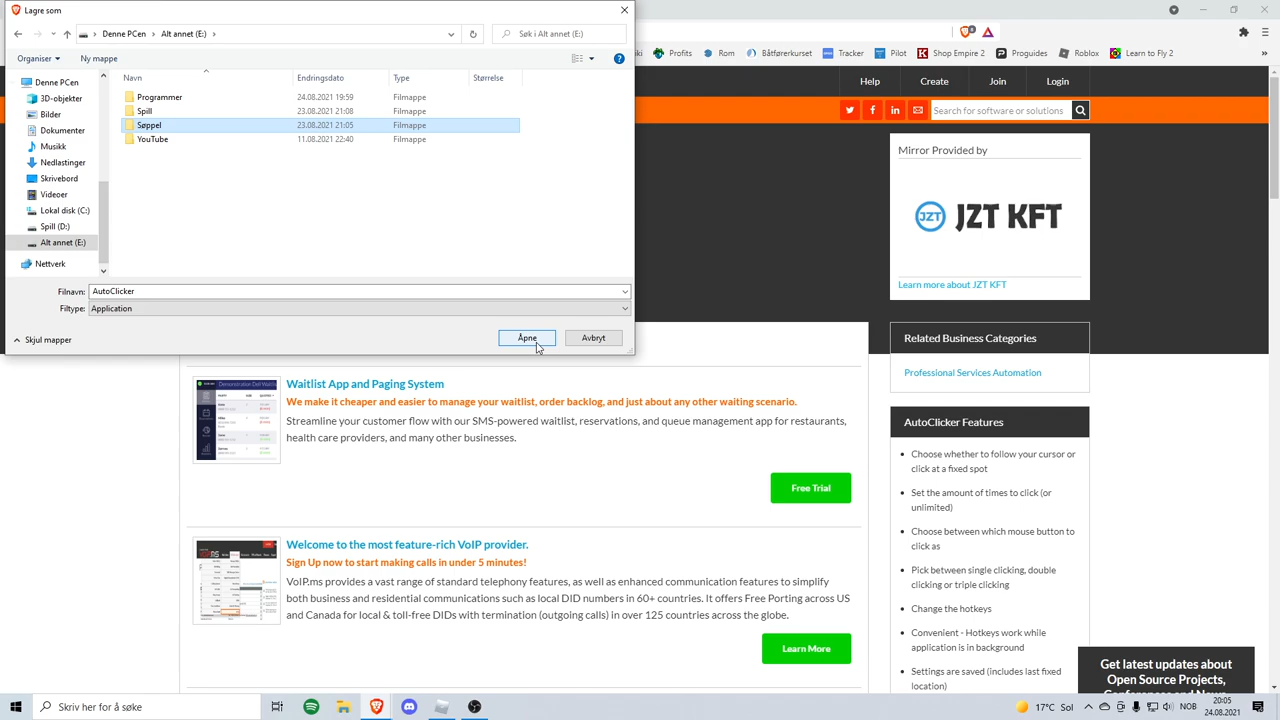 Lagre som
Denne PCen
Alt annet (E:)
Søk i Alt annet (E:)
Organiser
Ny mappe
Navn
Endringsdato
Type
Størrelse
Denne PCen
3D-objekter
Bilder
Dokumenter
Musikk
Nedlastinger
Skrivebord
Videoer
Lokal disk (C:)
Spill (D:)
Alt annet (E:)
Nettverk
Programmer 24.08.2021 19:59 Filmappe
Spill 23.08.2021 21:08 Filmappe
Søppel 23.08.2021 21:05 Filmappe
YouTube 11.08.2021 22:40 Filmappe
Filnavn: AutoClicker
Filtype: Application
Skjul mapper
Åpne
Avbryt
Profits
Rom
Båtførerkurset
Tracker
Pilot
Shop Empire 2
Proguides
Roblox
Learn to Fly 2
Help
Create
Join
Login
Search for software or solutions
Mirror Provided by
JZT JZT KFT
Learn more about JZT KFT
Related Business Categories
Professional Services Automation
Waitlist App and Paging System
We make it cheaper and easier to manage your waitlist, order backlog, and just about any other waiting scenario.
Streamline your customer flow with our SMS-powered waitlist, reservations, and queue management app for restaurants,
health care providers, and many other businesses.
Free Trial
Welcome to the most feature-rich VoIP provider.
Sign Up now to start making calls in under 5 minutes!
VoIP.ms provides a vast range of standard telephony features, as well as enhanced communication features to simplify
both business and residential communications such as local DID numbers in 60+ countries. It offers Free Porting across US
and Canada for local & toll-free DIDs with termination (outgoing calls) in over 125 countries across the globe.
Learn More
AutoClicker Features
Choose whether to follow your cursor or
click at a fixed spot
Set the amount of times to click (or
unlimited)
Choose between which mouse button to
click as
Pick between single clicking, double
clicking or triple clicking
Change the hotkeys
Convenient - Hotkeys work while
application is in background
Settings are saved (includes last fixed
location)
Get latest updates about
Open Source Projects,
Conferences and News.
Skriv her for å søke
17°C Sol
NOB
20:05
24.08.2021